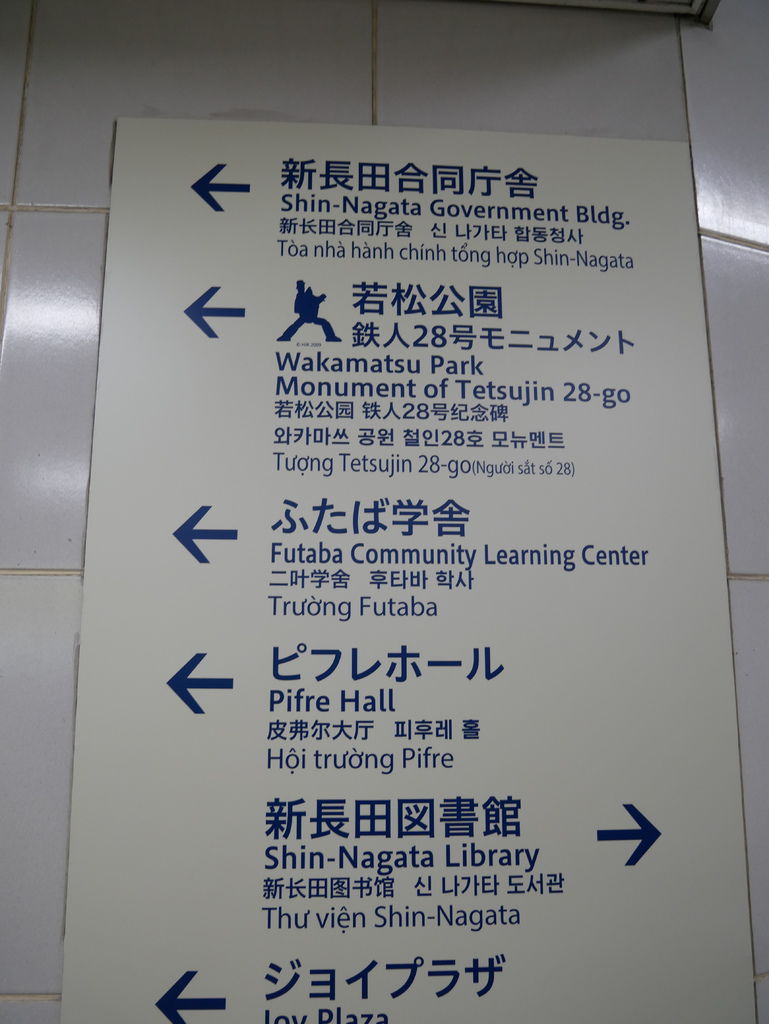 新長田合同庁舎
Shin-Nagata Government Bldg.
新长田合同厅舍 신 나가타 합동청사
Tòa nhà hành chính tổng hợp Shin-Nagata
若松公園
鉄人28号モニュメント
Wakamatsu Park
Monument of Tetsujin 28-go
若松公园 铁人28号纪念碑
와카마쓰 공원 철인28호 모뉴멘트
Tượng Tetsujin 28-go(Người sắt số 28)
ふたば学舎
Futaba Community Learning Center
二叶学舍 후타바 학사
Trường Futaba
ピフレホール
Pifre Hall
皮弗尔大厅 피후레 홀
Hội trường Pifre
新長田図書館
Shin-Nagata Library
新长田图书馆 신 나가타 도서관
Thư viện Shin-Nagata
ジョイプラザ
Joy Plaza